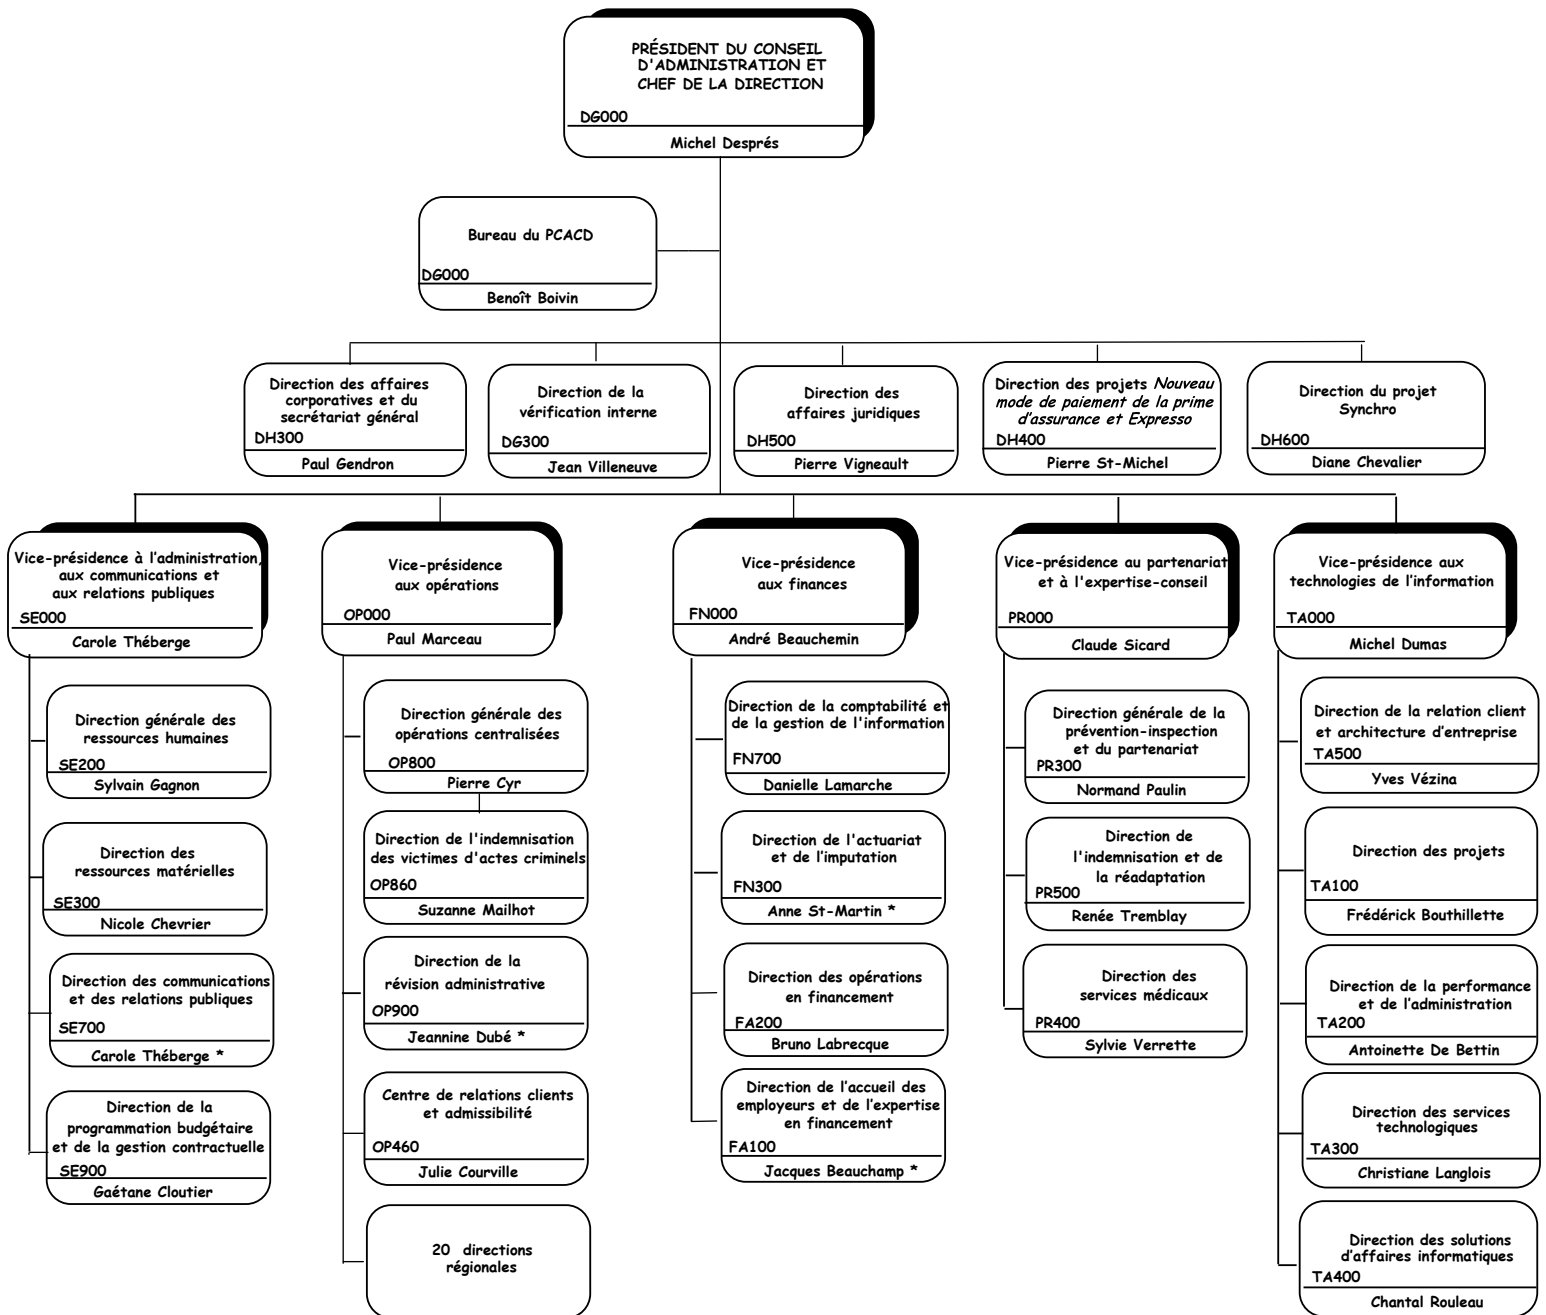 PRÉSIDENT DU CONSEIL
D'ADMINISTRATION ET
CHEF DE LA DIRECTION
DG000
Michel Després
Bureau du PCACD
DG000
Benoît Boivin
Direction des affaires
corporatives et du
secrétariat général
DH300
Paul Gendron
Direction de la
vérification interne
DG300
Jean Villeneuve
Direction des
affaires juridiques
DH500
Pierre Vigneault
Direction des projets Nouveau
mode de paiement de la prime
d'assurance et Expresso
DH400
Pierre St-Michel
Direction du projet
Synchro
DH600
Diane Chevalier
Vice-présidence à l'administration,
aux communications et
aux relations publiques
SE000
Carole Théberge
Direction générale des
ressources humaines
SE200
Sylvain Gagnon
Direction des
ressources matérielles
SE300
Nicole Chevrier
Direction des communications
et des relations publiques
SE700
Carole Théberge *
Direction de la
programmation budgétaire
et de la gestion contractuelle
SE900
Gaétane Cloutier
Vice-présidence
aux opérations
OP000
Paul Marceau
Direction générale des
opérations centralisées
OP800
Pierre Cyr
Direction de l'indemnisation
des victimes d'actes criminels
OP860
Suzanne Mailhot
Direction de la
révision administrative
OP900
Jeannine Dubé *
Centre de relations clients
et admissibilité
OP460
Julie Courville
20 directions
régionales
Vice-présidence
aux finances
FN000
André Beauchemin
Direction de la comptabilité et
de la gestion de l'information
FN700
Danielle Lamarche
Direction de l'actuariat
et de l'imputation
FN300
Anne St-Martin *
Direction des opérations
en financement
FA200
Bruno Labrecque
Direction de l'accueil des
employeurs et de l'expertise
en financement
FA100
Jacques Beauchamp *
Vice-présidence au partenariat
et à l'expertise-conseil
PR000
Claude Sicard
Direction générale de la
prévention-inspection
et du partenariat
PR300
Normand Paulin
Direction de
l'indemnisation et de
la réadaptation
PR500
Renée Tremblay
Direction des
services médicaux
PR400
Sylvie Verrette
Vice-présidence aux
technologies de l'information
TA000
Michel Dumas
Direction de la relation client
et architecture d'entreprise
TA500
Yves Vézina
Direction des projets
TA100
Frédérick Bouthillette
Direction de la performance
et de l'administration
TA200
Antoinette De Bettin
Direction des services
technologiques
TA300
Christiane Langlois
Direction des solutions
d'affaires informatiques
TA400
Chantal Rouleau